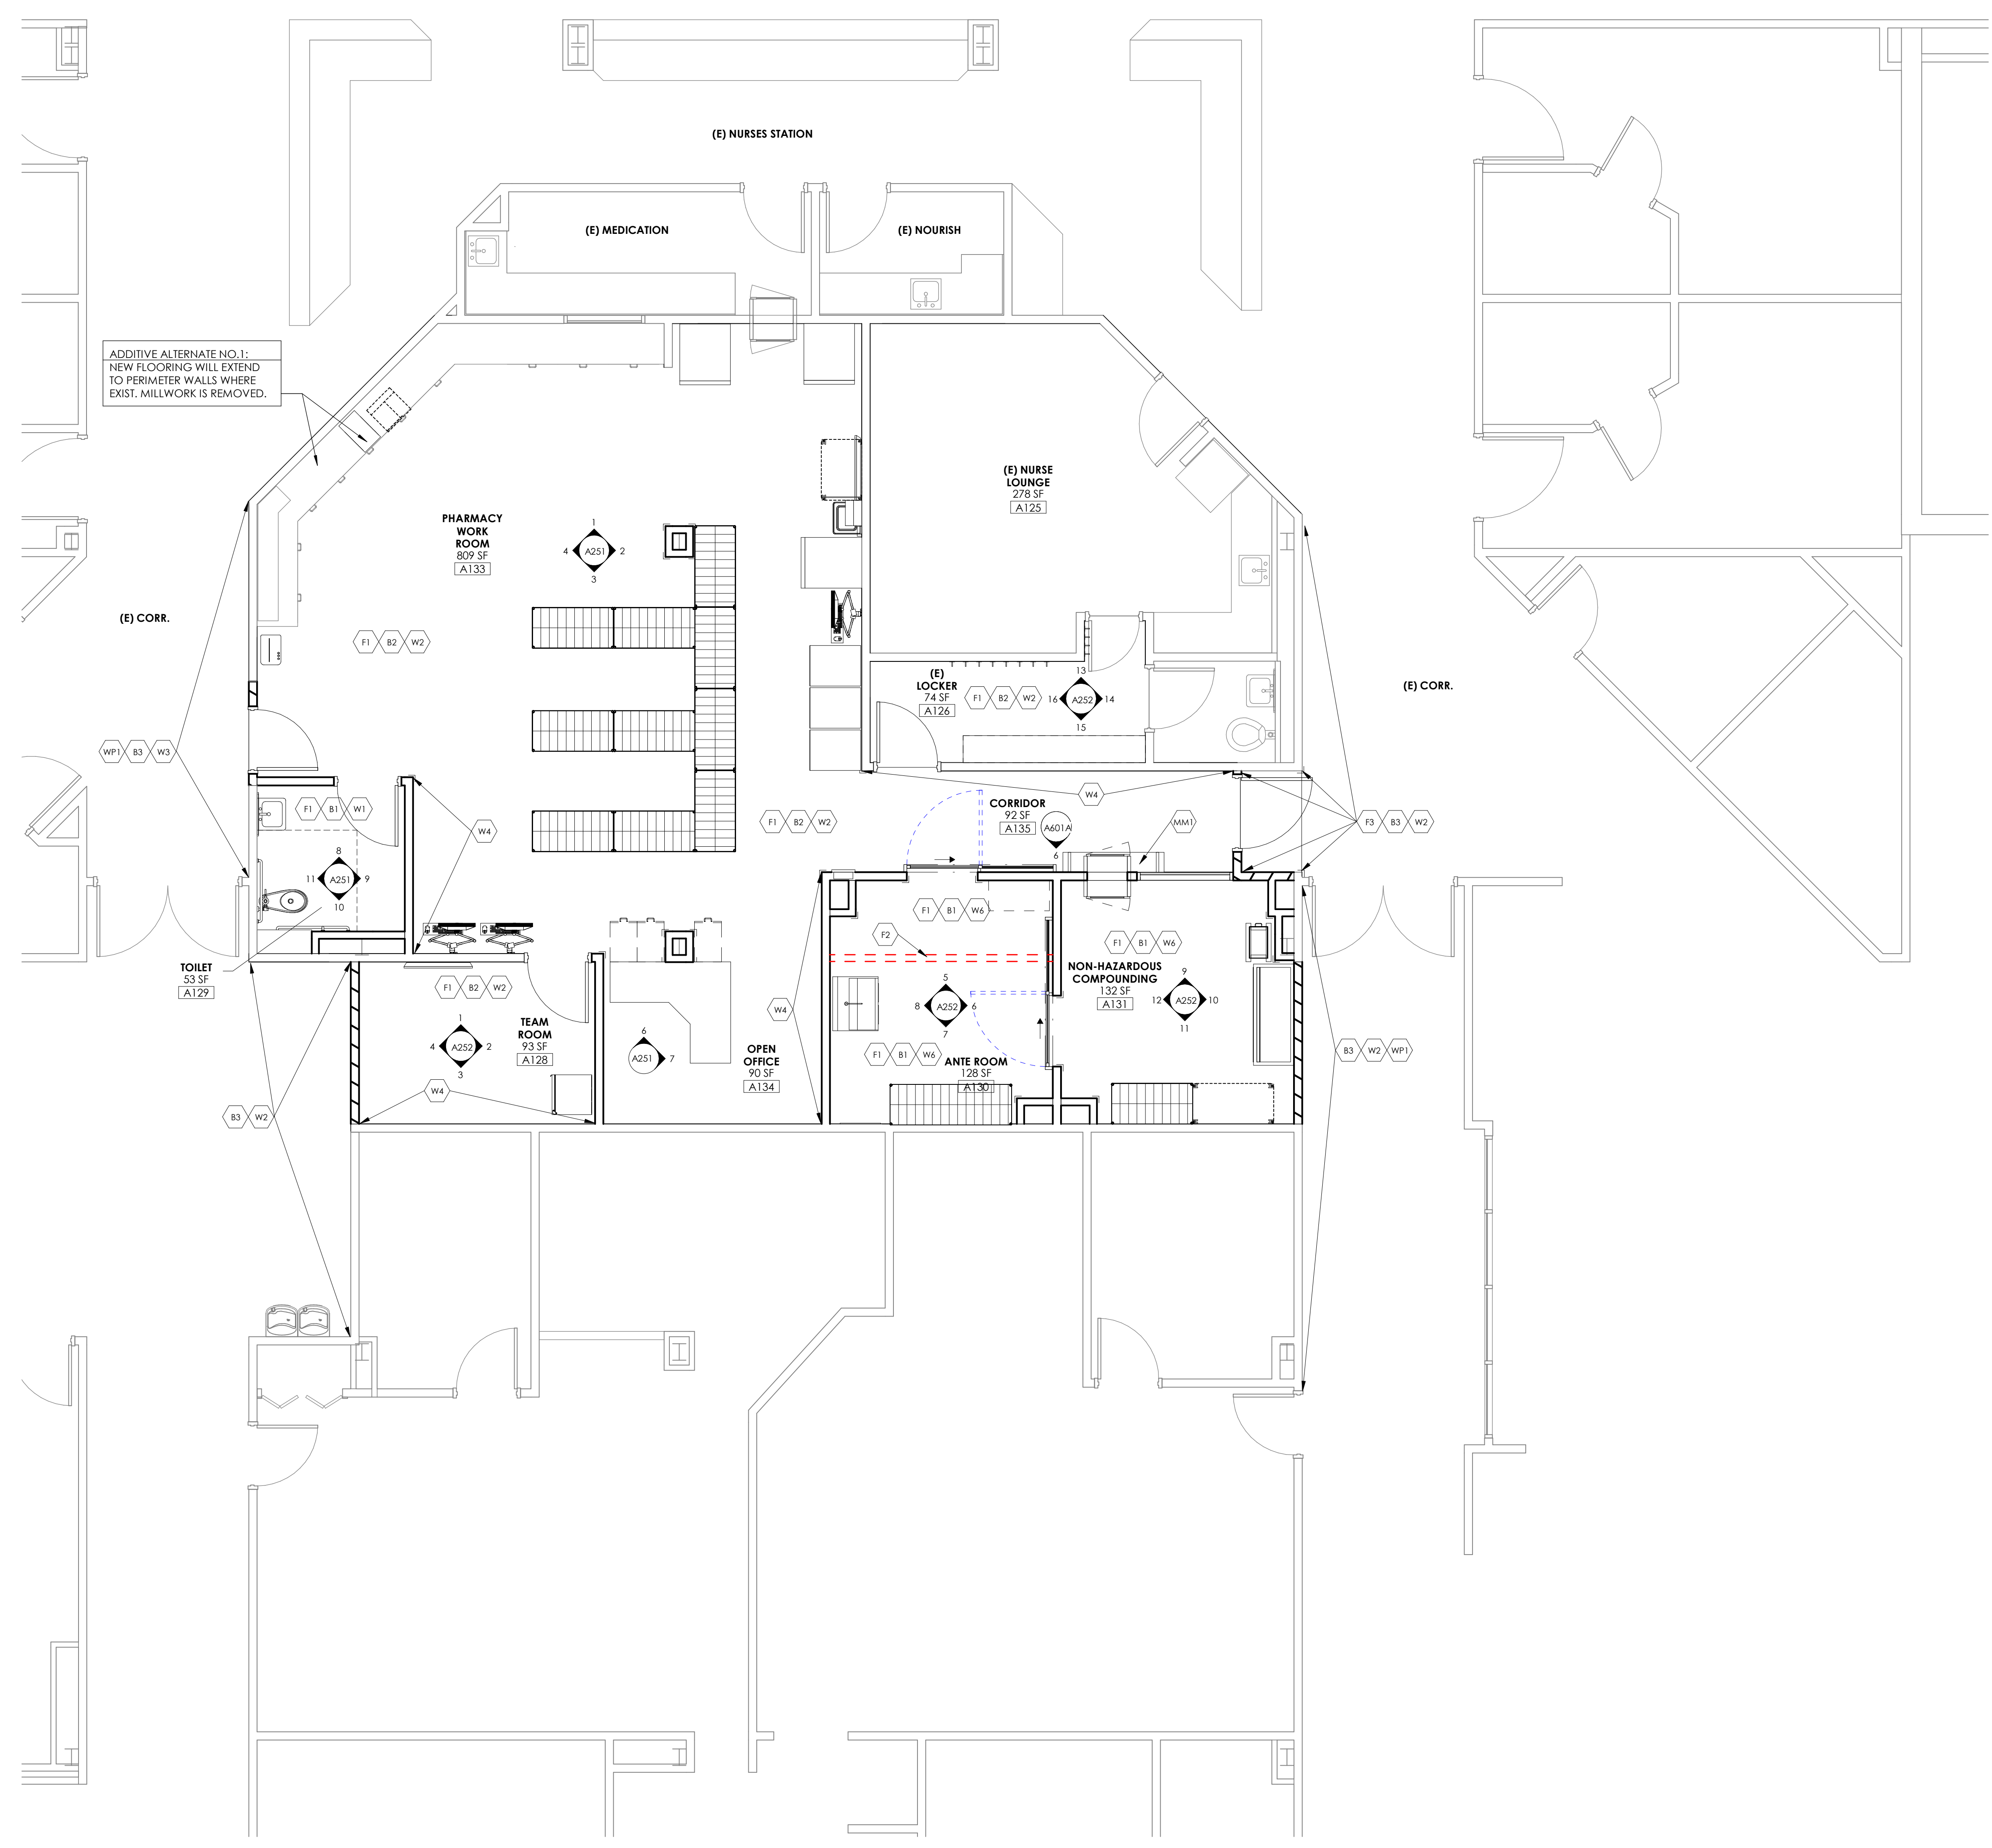 (E) NURSES STATION
(E) MEDICATION
(E) NOURISH
ADDITIVE ALTERNATE NO.1:
NEW FLOORING WILL EXTEND
TO PERIMETER WALLS WHERE
EXIST. MILLWORK IS REMOVED.
(E) NURSE
LOUNGE
278 SF
A125
PHARMACY
WORK
ROOM
809 SF
A133
1
4 A251 2
3
(E) CORR.
F1 B2 W2
(E)
LOCKER
74 SF
A126
F1 B2 W2
13
16 A252 14
15
(E) CORR.
WP1 B3 W3
F1 B1 W1
W4
W4
F1 B2 W2
CORRIDOR
92 SF
A135
A601A
6
MM1
F3 B3 W2
8
11 A251 9
10
TOILET
53 SF
A129
F1 B1 W6
F2
F1 B1 W6
NON-HAZARDOUS
COMPOUNDING
132 SF
A131
9
12 A252 10
11
F1 B2 W2
TEAM
ROOM
93 SF
A128
1
4 A252 2
3
W4
6
A251 7
OPEN
OFFICE
90 SF
A134
W4
5
8 A252 6
7
F1 B1 W6
ANTE ROOM
128 SF
A130
B3 W2 WP1
B3 W2